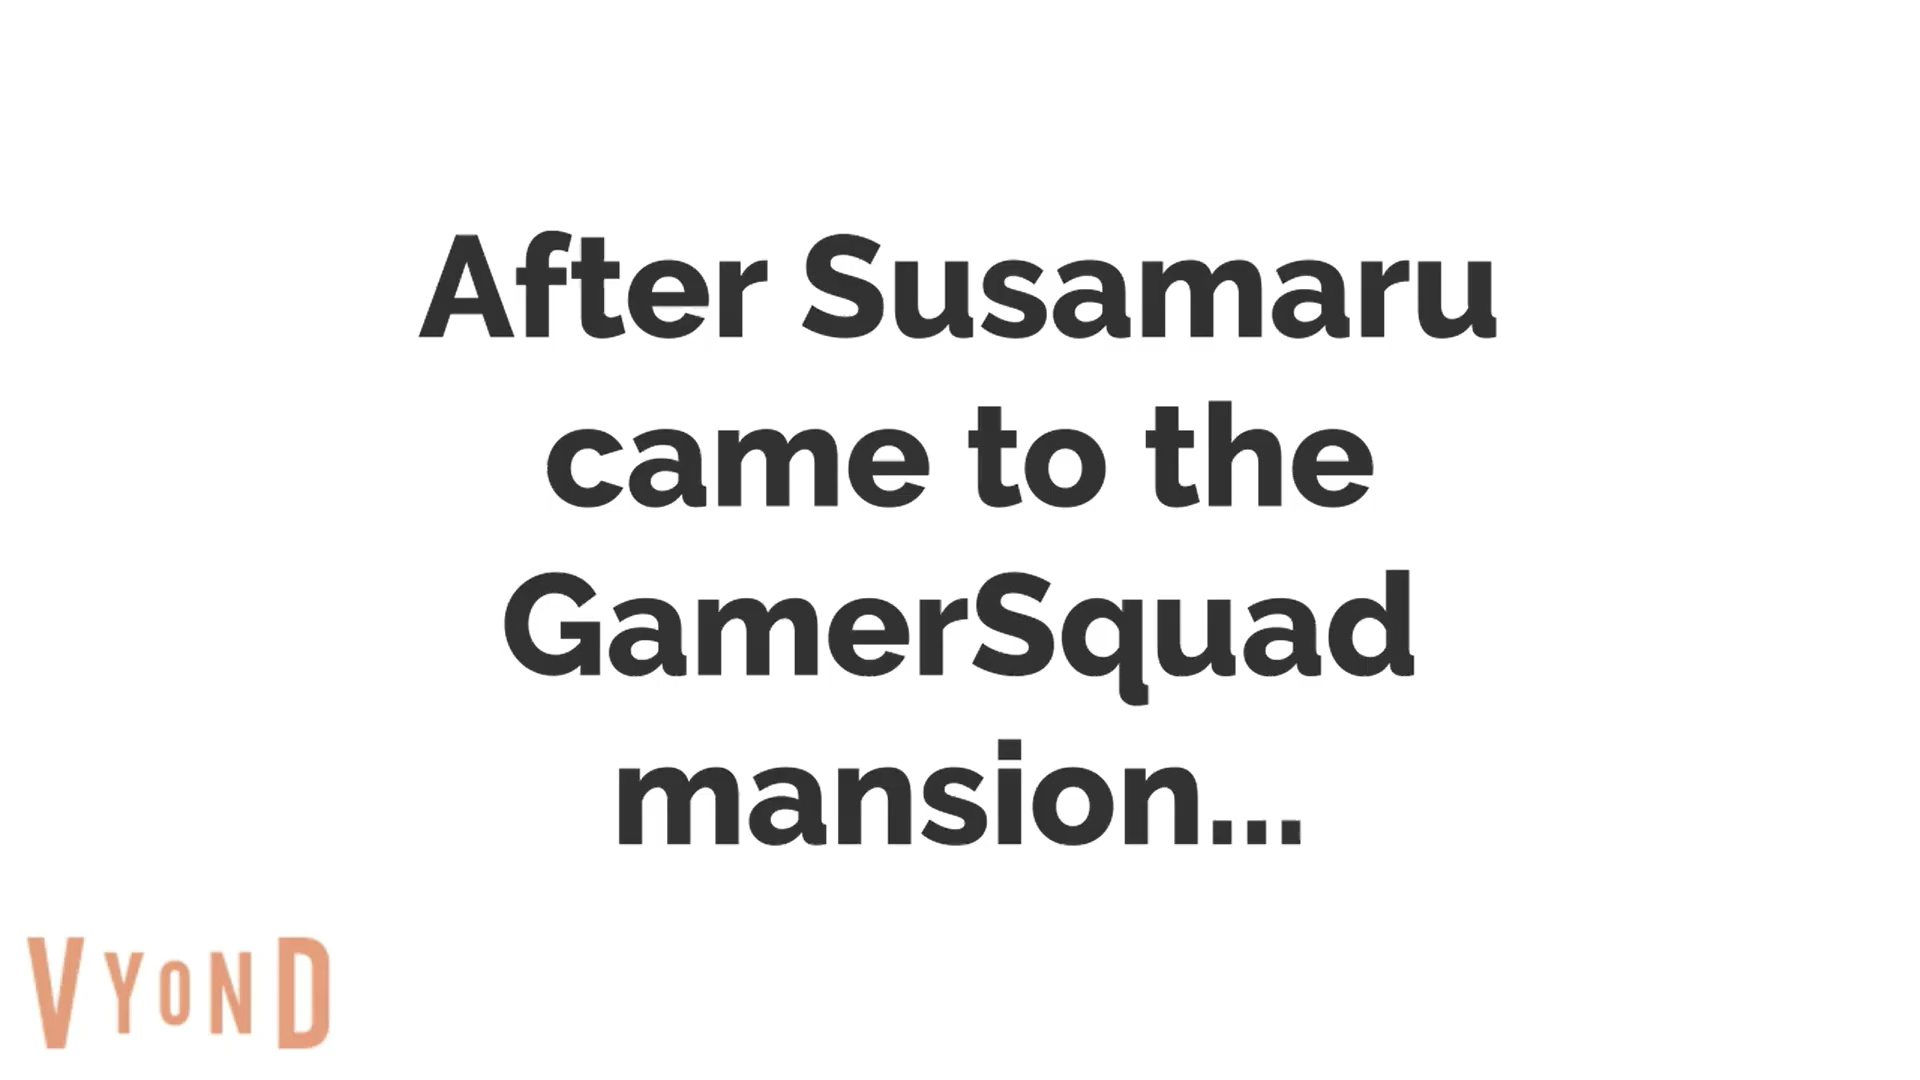 After Susamaru
came to the
GamerSquad
mansion...
VYOND